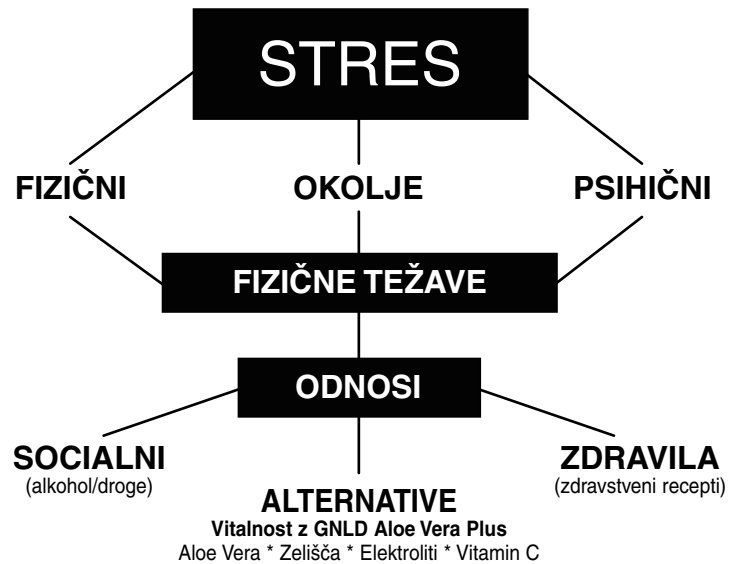 STRES
FIZIČNI
OKOLJE
PSIHIČNI
FIZIČNE TEŽAVE
ODNOSI
SOCIALNI
(alkohol/droge)
ZDRAVILA
(zdravstveni recepti)
ALTERNATIVE
Vitalnost z GNLD Aloe Vera Plus
Aloe Vera * Zelišča * Elektroliti * Vitamin C